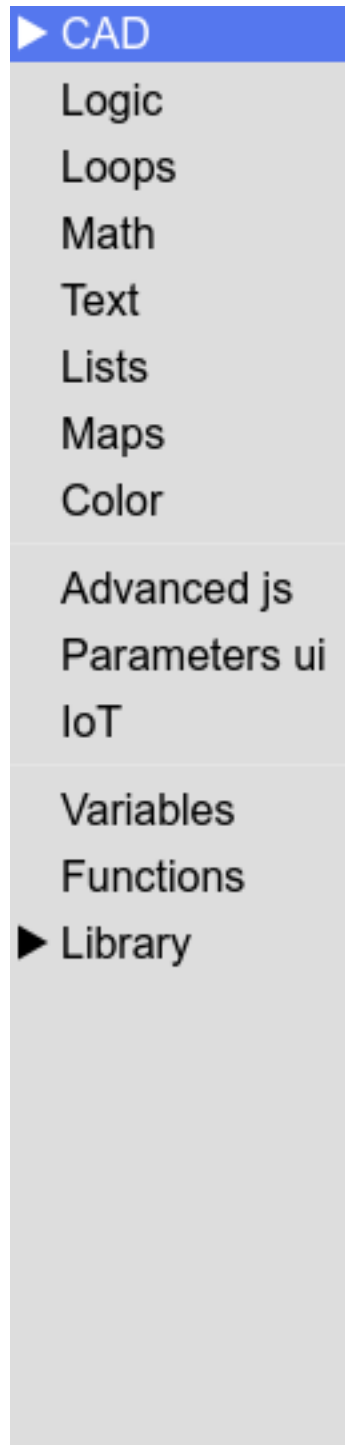 CAD
Logic
Loops
Math
Text
Lists
Maps
Color
Advanced js
Parameters ui
IoT
Variables
Functions
Library